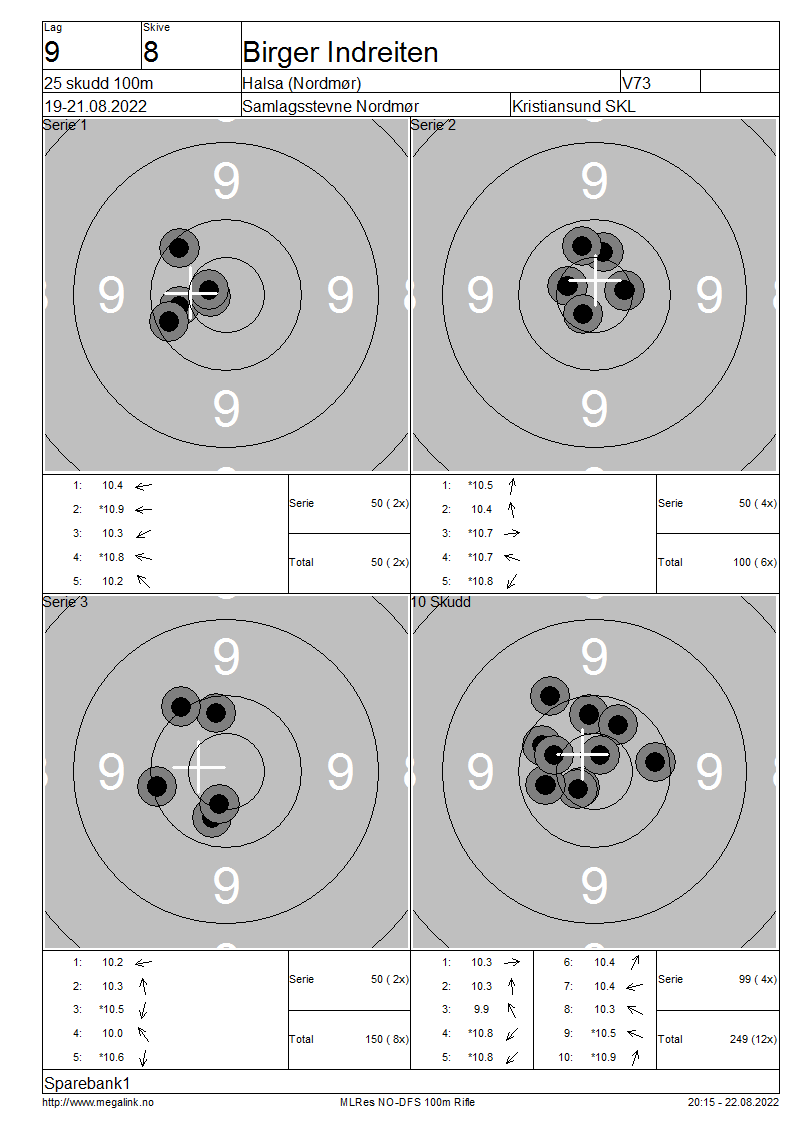 Lag Skive
9 8 Birger Indreiten
25 skudd 100m Halsa (Nordmør) V73
19-21.08.2022 Samlagsstevne Nordmør Kristiansund SKL
Serie 1 Serie 2
9 9
9 9 9 9
9 9
1: 10.4 1: *10.5
2: *10.9 Serie 50 ( 2x) 2: 10.4 Serie 50 ( 4x)
3: 10.3 3: *10.7
4: *10.8 Total 50 ( 2x) 4: *10.7 Total 100 ( 6x)
5: 10.2 5: *10.8
Serie 3 10 Skudd
9 9
9 9 9 9
9 9
1: 10.2 1: 10.3 6: 10.4
2: 10.3 Serie 50 ( 2x) 2: 10.3 7: 10.4 Serie 99 ( 4x)
3: *10.5 3: 9.9 8: 10.3
4: 10.0 Total 150 ( 8x) 4: *10.8 9: *10.5 Total 249 (12x)
5: *10.6 5: *10.8 10: *10.9
Sparebank1
http://www.megalink.no MLRes NO-DFS 100m Rifle 20:15 - 22.08.2022